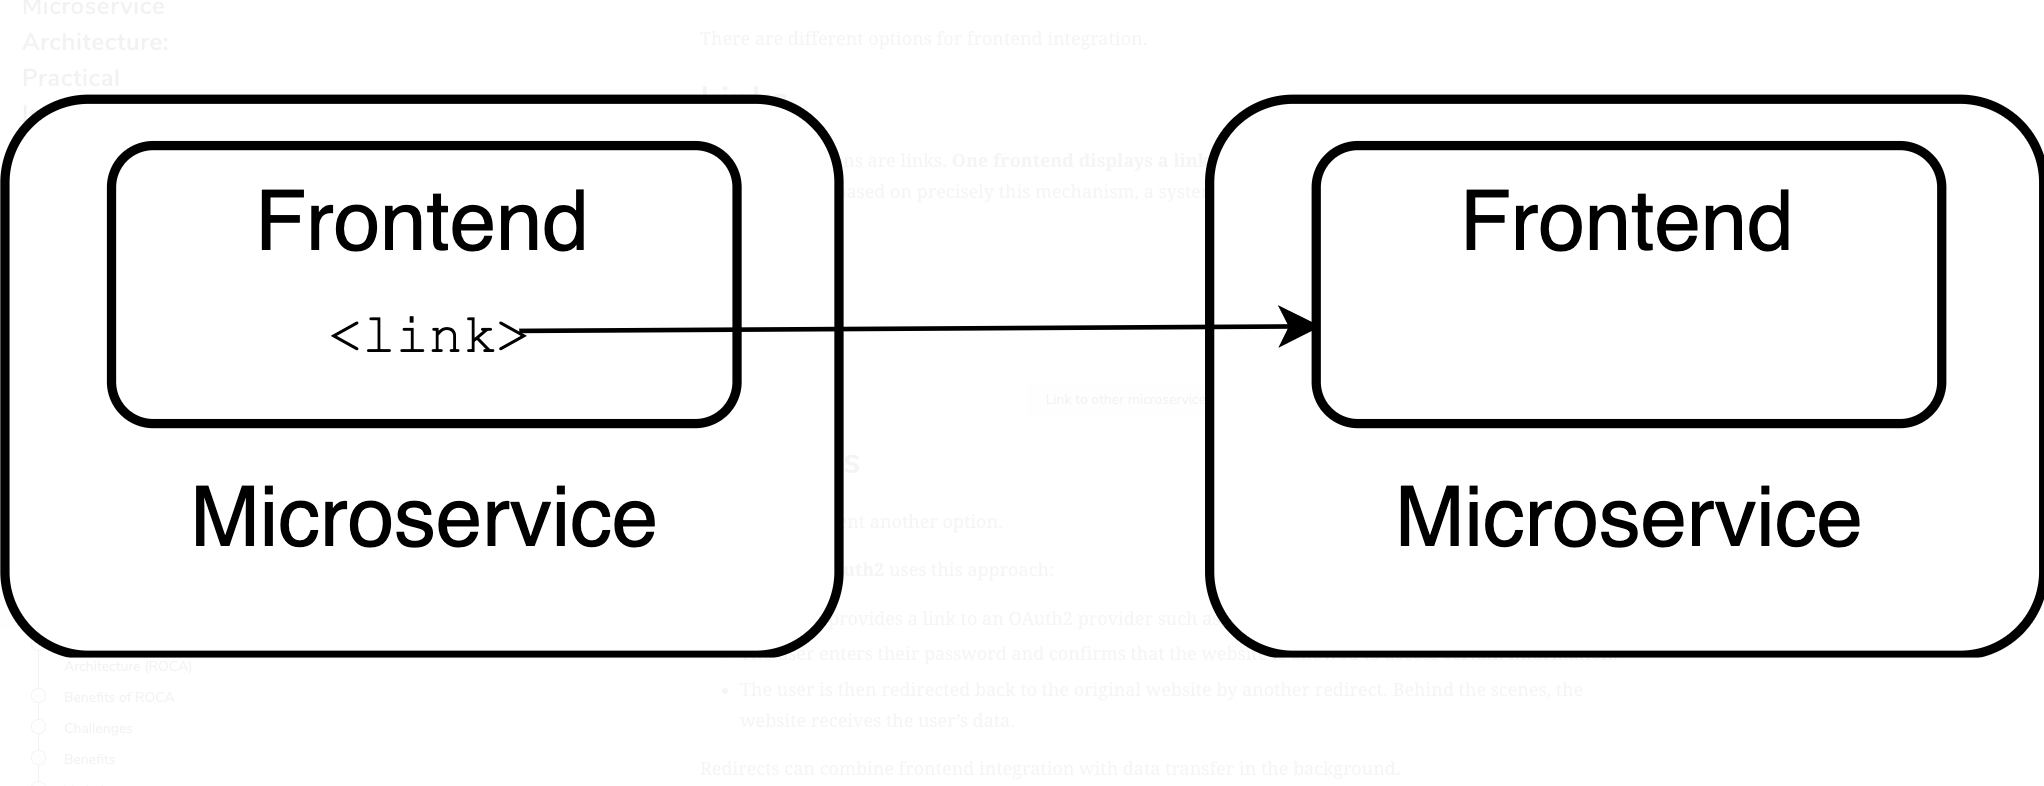 Microservice
Architecture:
Practical
There are different options for frontend integration.
ns are links. One frontend displays a link
ased on precisely this mechanism, a syste
Frontend
<link>
Microservice
Frontend
Microservice
Link to other microservice
s
nt another option.
uth2 uses this approach:
provides a link to an OAuth2 provider such as
ser enters their password and confirms that the website
The user is then redirected back to the original website by another redirect. Behind the scenes, the
website receives the user's data.
Redirects can combine frontend integration with data transfer in the background.
Architecture (ROCA)
Benefits of ROCA
Challenges
Benefits